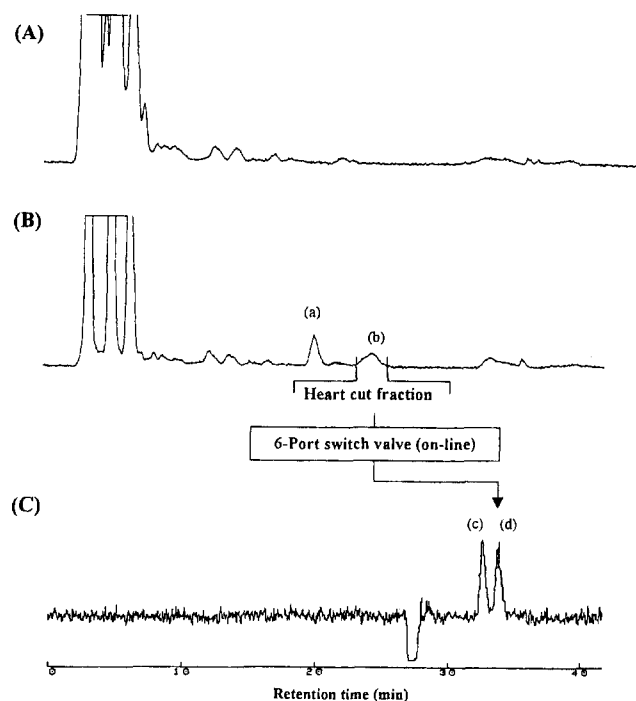 (A)
(B)
(a)
(b)
Heart cut fraction
6-Port switch valve (on-line)
(C)
(c) (d)
0 10 20 30 40
Retention time (min)